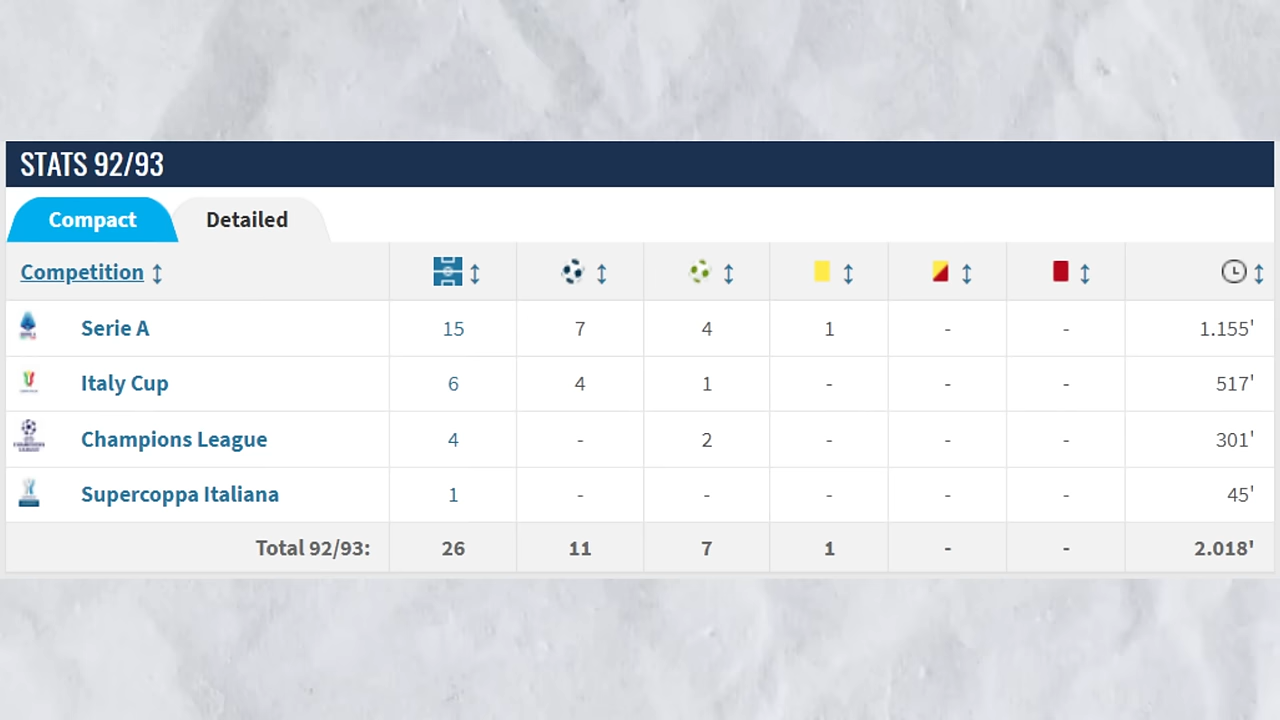 STATS 92/93
Compact Detailed
Competition
Serie A 15 7 4 1 - - 1.155'
Italy Cup 6 4 1 - - - 517'
Champions League 4 - 2 - - - 301'
Supercoppa Italiana 1 - - - - - 45'
Total 92/93: 26 11 7 1 - - 2.018'